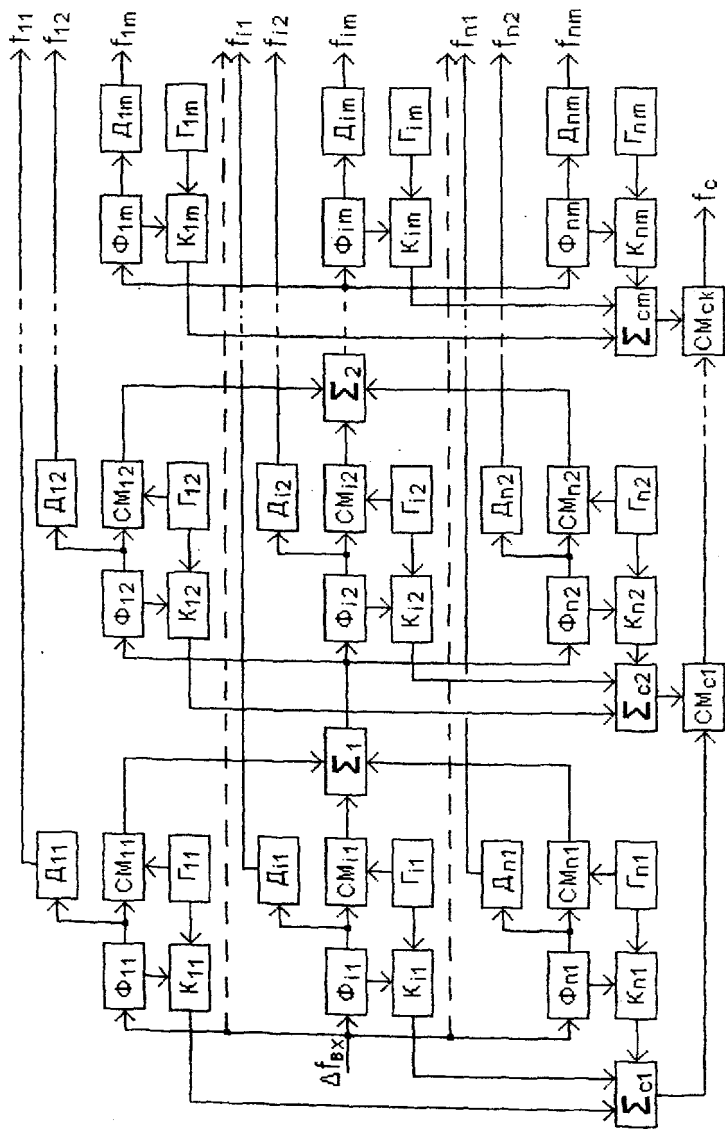 f11
f12
f1m
fi1
fi2
fim
fn1
fn2
fnm
fc
Д11
Д12
Д1m
Ф11
СМ11
Ф12
СМ12
Ф1m
К11
Г11
К12
Г12
К1m
Г1m
Дi1
Дi2
Δfвх
Фi1
СМi1
Σ1
Фi2
СМi2
Σ2
Фim
Дim
Кi1
Гi1
Кi2
Гi2
Кim
Гim
Дn1
Дn2
Фn1
СМn1
Фn2
СМn2
Фnm
Дnm
Кn1
Гn1
Кn2
Гn2
Кnm
Гnm
Σc1
Σc2
Σcm
СМc1
СМck